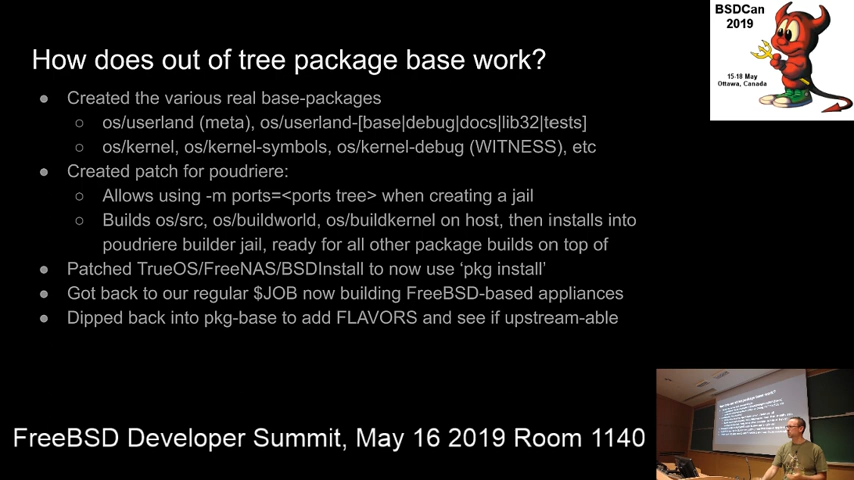 BSDCan
2019
15-18 May
Ottawa, Canada
How does out of tree package base work?
● Created the various real base-packages
○ os/userland (meta), os/userland-[base|debug|docs|lib32|tests]
○ os/kernel, os/kernel-symbols, os/kernel-debug (WITNESS), etc
● Created patch for poudriere:
○ Allows using -m ports=<ports tree> when creating a jail
○ Builds os/src, os/buildworld, os/buildkernel on host, then installs into
poudriere builder jail, ready for all other package builds on top of
● Patched TrueOS/FreeNAS/BSDInstall to now use ‘pkg install’
● Got back to our regular $JOB now building FreeBSD-based appliances
● Dipped back into pkg-base to add FLAVORS and see if upstream-able
FreeBSD Developer Summit, May 16 2019 Room 1140